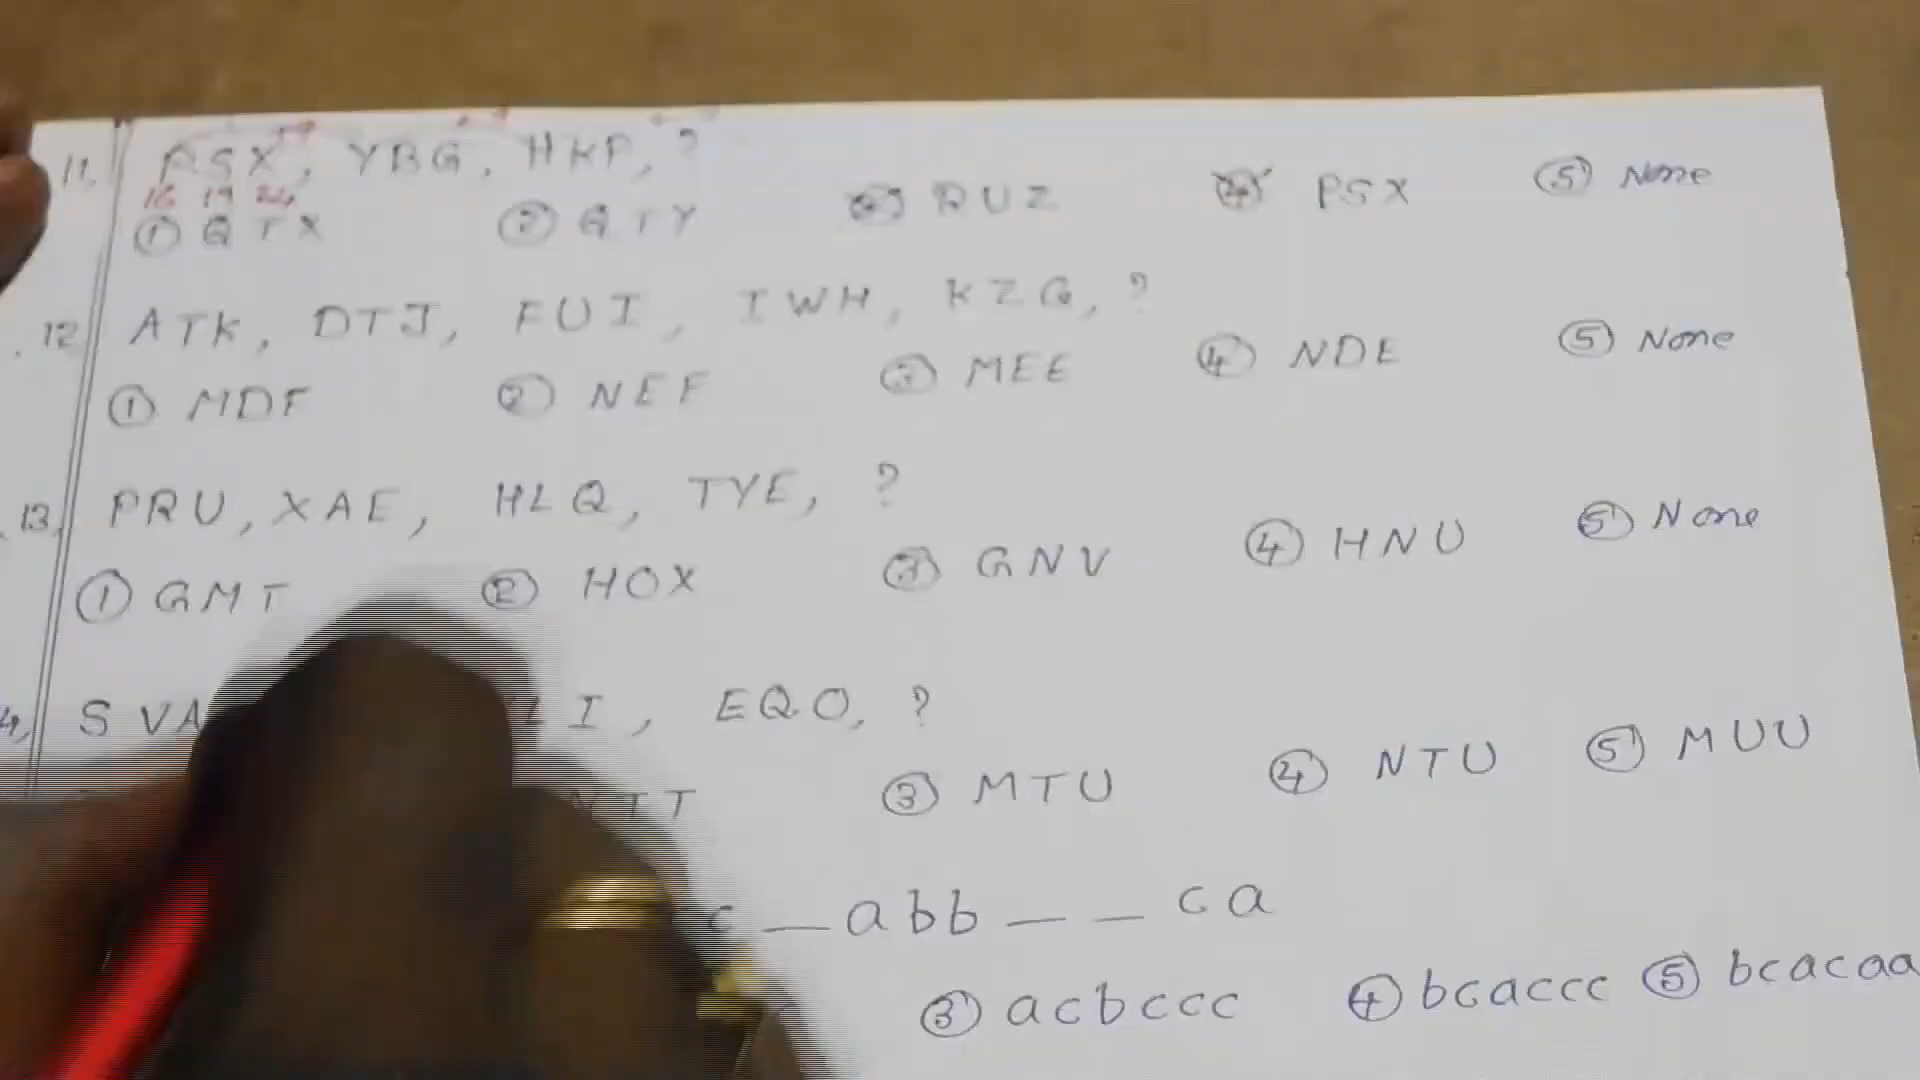 11, PSX, YBG, HKP, ?
16 19 24
① QTX ② QTY ③ RUZ ④ PSX ⑤ None
12 ATK, DTJ, FUI, IWH, KZG, ?
① MDF ② NEF ③ MEE ④ NDE ⑤ None
13, PRU, XAE, HLQ, TYE, ?
① GMT ② HOX ③ GNV ④ HNU ⑤ None
SVA LI, EQO, ?
NTT ③ MTU ④ NTU ⑤ MUU
c _ abb _ _ ca
③ acbccc ④ bcaccc ⑤ bcacaa